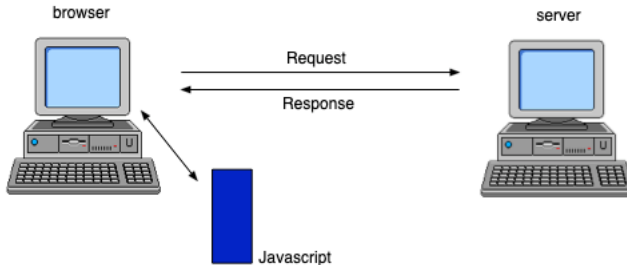 browser
server
Request
Response
Javascript